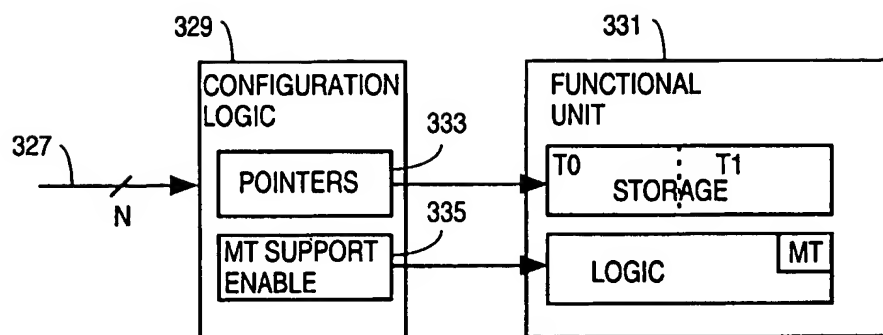 329
331
CONFIGURATION
LOGIC
FUNCTIONAL
UNIT
327
N
333
POINTERS
T0
T1
STORAGE
335
MT SUPPORT
ENABLE
MT
LOGIC